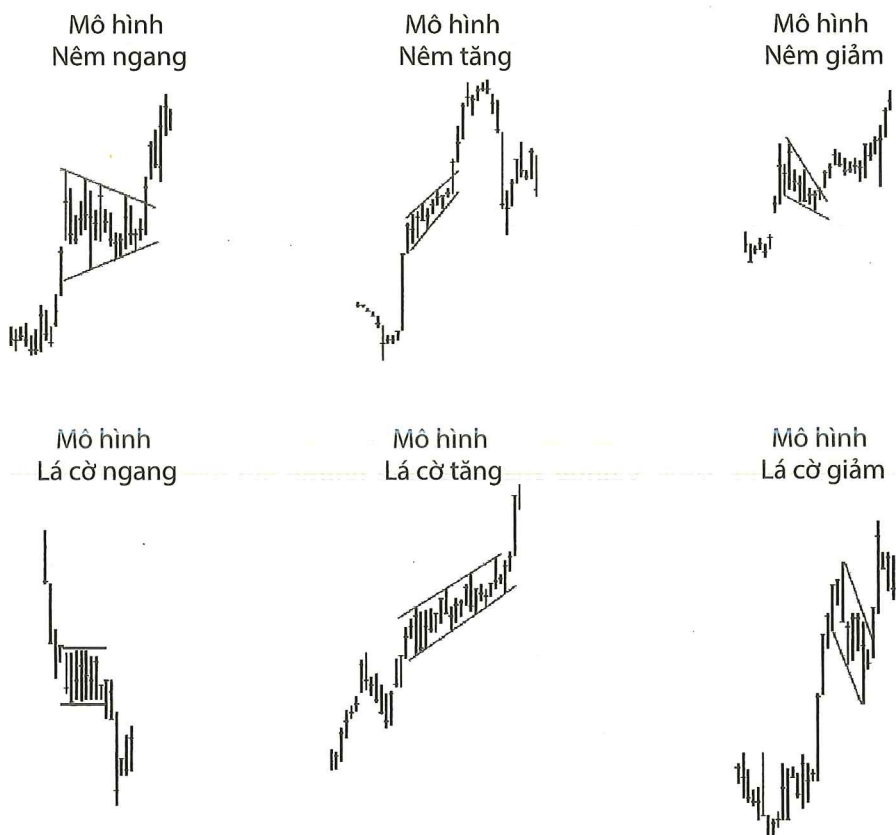 Mô hình
Nêm ngang
Mô hình
Nêm tăng
Mô hình
Nêm giảm
Mô hình
Lá cờ ngang
Mô hình
Lá cờ tăng
Mô hình
Lá cờ giảm